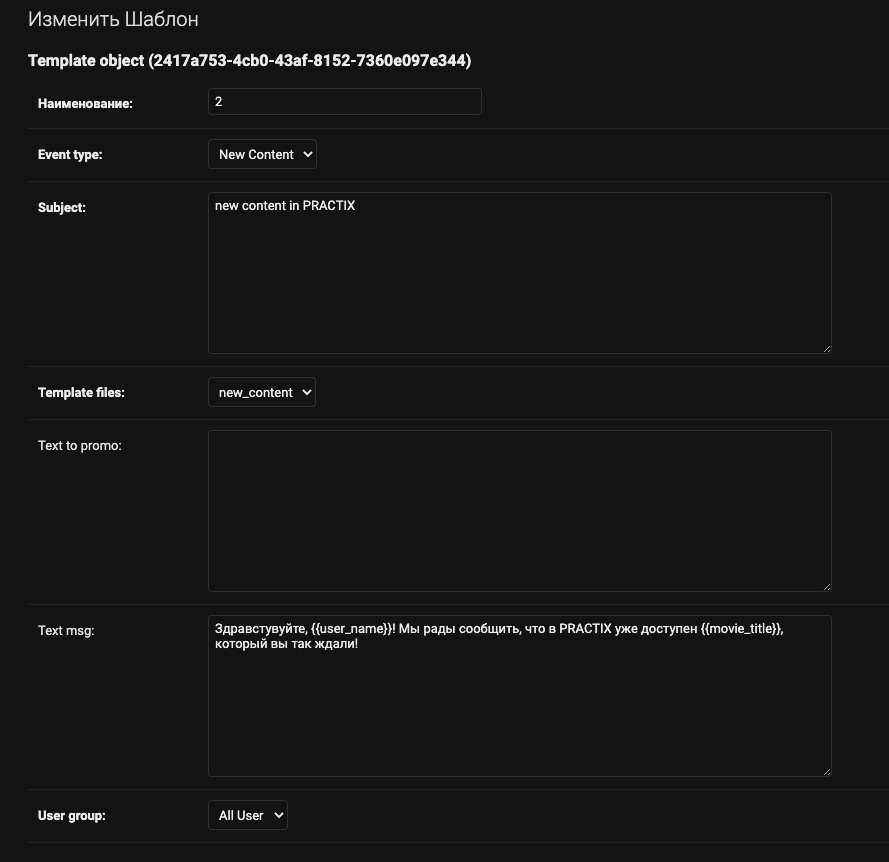 Изменить Шаблон
Template object (2417a753-4cb0-43af-8152-7360e097e344)
Наименование:
2
Event type:
New Content
Subject:
new content in PRACTIX
Template files:
new_content
Text to promo:
Text msg:
Здравстувуйте, {{user_name}}! Мы рады сообщить, что в PRACTIX уже доступен {{movie_title}},
который вы так ждали!
User group:
All User